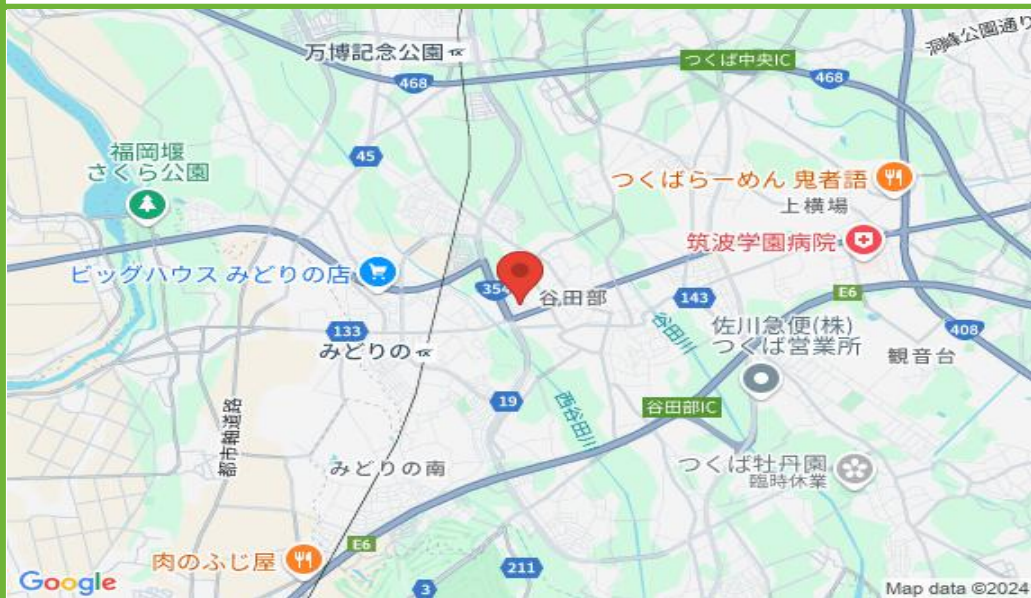 洞峰公園通り
万博記念公園
つくば中央IC
468
468
福岡堰
さくら公園
45
つくばらーめん 鬼者語
上横場
筑波学園病院
ビッグハウス みどりの店
354
谷田部
143
E6
谷田川
133
みどりの
佐川急便(株)
つくば営業所
408
観音台
19
西谷田川
谷田部IC
都市軸道路
みどりの南
つくば牡丹園
臨時休業
E6
肉のふじ屋
211
3
Google
Map data ©2024